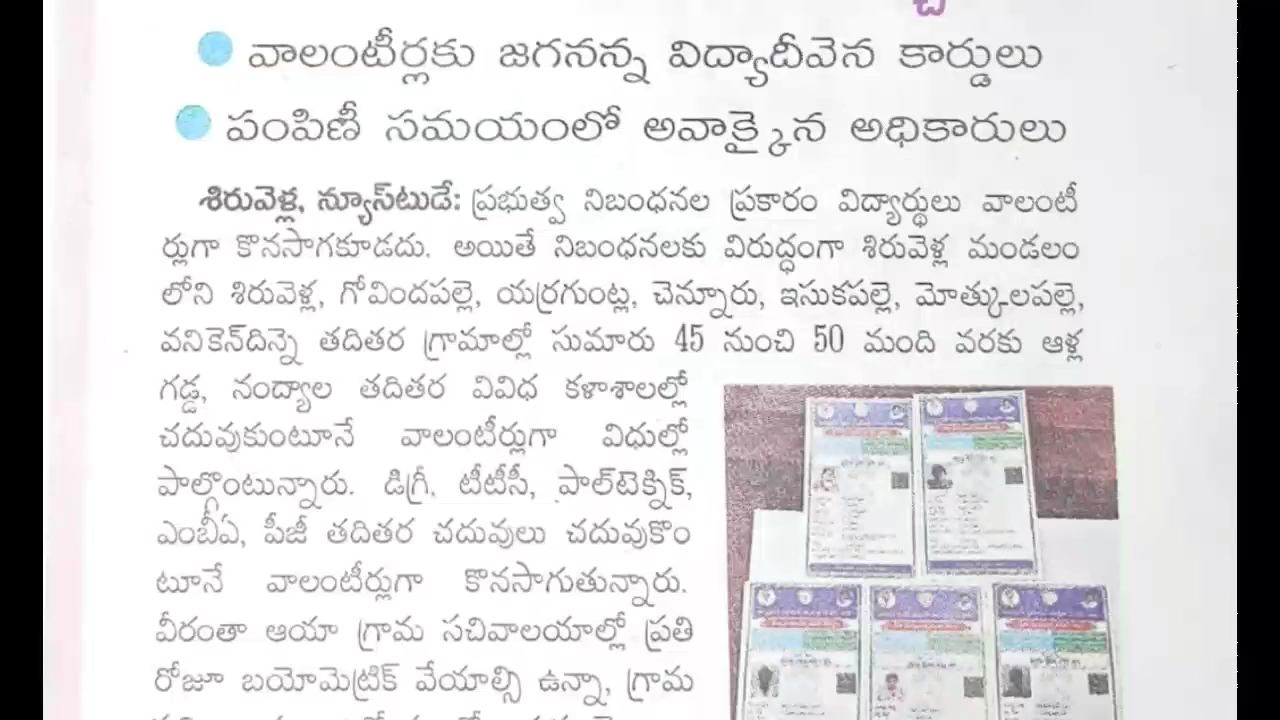 వాలంటీర్లకు జగనన్న విద్యాదీవెన కార్డులు
పంపిణీ సమయంలో అవాక్కైన అధికారులు
శిరువెళ్ల, న్యూస్‌టుడే: ప్రభుత్వ నిబంధనల ప్రకారం విద్యార్థులు వాలంటీ
ర్లుగా కొనసాగకూడదు. అయితే నిబంధనలకు విరుద్ధంగా శిరువెళ్ల మండలం
లోని శిరువెళ్ల, గోవిందపల్లె, యర్రగుంట్ల, చెన్నూరు, ఇసుకపల్లె, మోత్కులపల్లె,
వనికెన్‌దిన్నె తదితర గ్రామాల్లో సుమారు 45 నుంచి 50 మంది వరకు ఆళ్ల
గడ్డ, నంద్యాల తదితర వివిధ కళాశాలల్లో
చదువుకుంటూనే వాలంటీర్లుగా విధుల్లో
పాల్గొంటున్నారు. డిగ్రీ, టీటీసీ, పాల్‌టెక్నిక్,
ఎంబీఏ, పీజీ తదితర చదువులు చదువుకొం
టూనే వాలంటీర్లుగా కొనసాగుతున్నారు.
వీరంతా ఆయా గ్రామ సచివాలయాల్లో ప్రతి
రోజూ బయోమెట్రిక్ వేయాల్సి ఉన్నా, గ్రామ